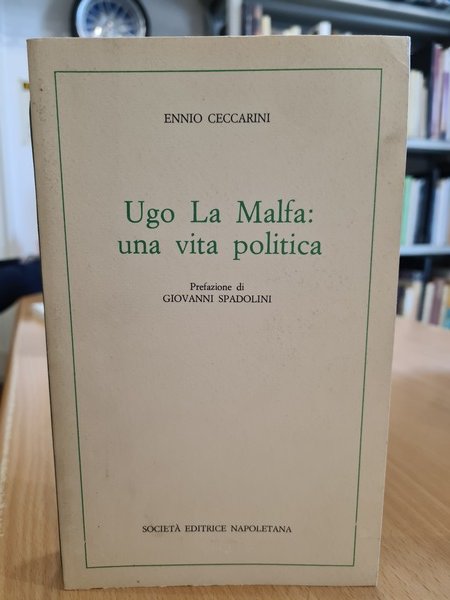 ENNIO CECCARINI
Ugo La Malfa:
una vita politica
Prefazione di
GIOVANNI SPADOLINI
SOCIETÀ EDITRICE NAPOLETANA